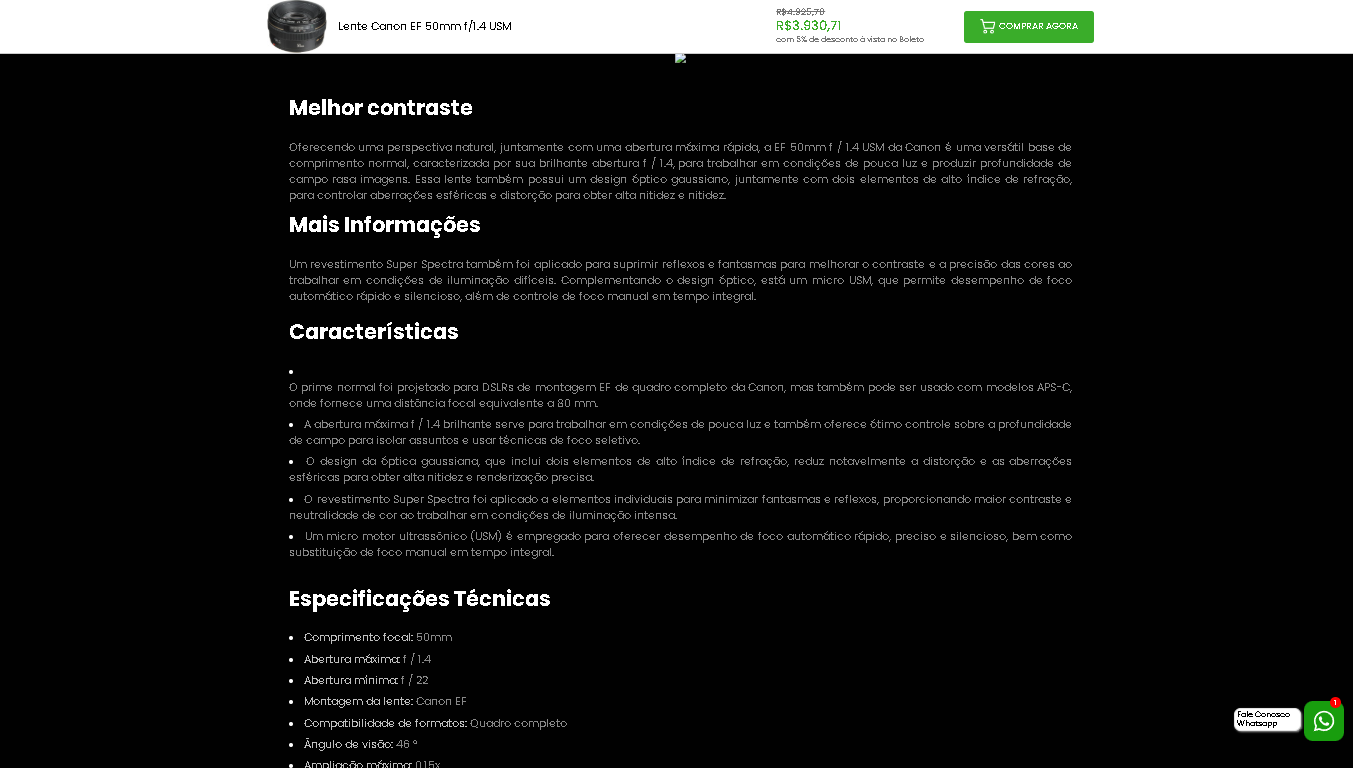 Lente Canon EF 50mm f/1.4 USM
R$4.925,78
R$3.930,71
com 5% de desconto à vista no Boleto
COMPRAR AGORA
Melhor contraste
Oferecendo uma perspectiva natural, juntamente com uma abertura máxima rápida, a EF 50mm f / 1.4 USM da Canon é uma versátil base de
comprimento normal, caracterizada por sua brilhante abertura f / 1.4, para trabalhar em condições de pouca luz e produzir profundidade de
campo rasa imagens. Essa lente também possui um design óptico gaussiano, juntamente com dois elementos de alto índice de refração,
para controlar aberrações esféricas e distorção para obter alta nitidez e nitidez.
Mais Informações
Um revestimento Super Spectra também foi aplicado para suprimir reflexos e fantasmas para melhorar o contraste e a precisão das cores ao
trabalhar em condições de iluminação difíceis. Complementando o design óptico, está um micro USM, que permite desempenho de foco
automático rápido e silencioso, além de controle de foco manual em tempo integral.
Características
O prime normal foi projetado para DSLRs de montagem EF de quadro completo da Canon, mas também pode ser usado com modelos APS-C,
onde fornece uma distância focal equivalente a 80 mm.
A abertura máxima f / 1.4 brilhante serve para trabalhar em condições de pouca luz e também oferece ótimo controle sobre a profundidade
de campo para isolar assuntos e usar técnicas de foco seletivo.
O design da óptica gaussiana, que inclui dois elementos de alto índice de refração, reduz notavelmente a distorção e as aberrações
esféricas para obter alta nitidez e renderização precisa.
O revestimento Super Spectra foi aplicado a elementos individuais para minimizar fantasmas e reflexos, proporcionando maior contraste e
neutralidade de cor ao trabalhar em condições de iluminação intensa.
Um micro motor ultrassônico (USM) é empregado para oferecer desempenho de foco automático rápido, preciso e silencioso, bem como
substituição de foco manual em tempo integral.
Especificações Técnicas
Comprimento focal: 50mm
Abertura máxima: f / 1.4
Abertura mínima: f / 22
Montagem da lente: Canon EF
Compatibilidade de formatos: Quadro completo
Ângulo de visão: 46 °
Ampliação máxima: 0.15x
Fale Conosco
Whatsapp
1